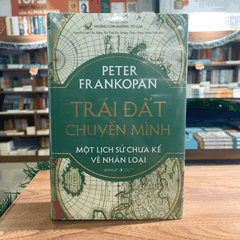 PETER
FRANKOPAN
TRÁI ĐẤT
CHUYỂN MÌNH
MỘT LỊCH SỬ CHƯA KỂ
VỀ NHÂN LOẠI